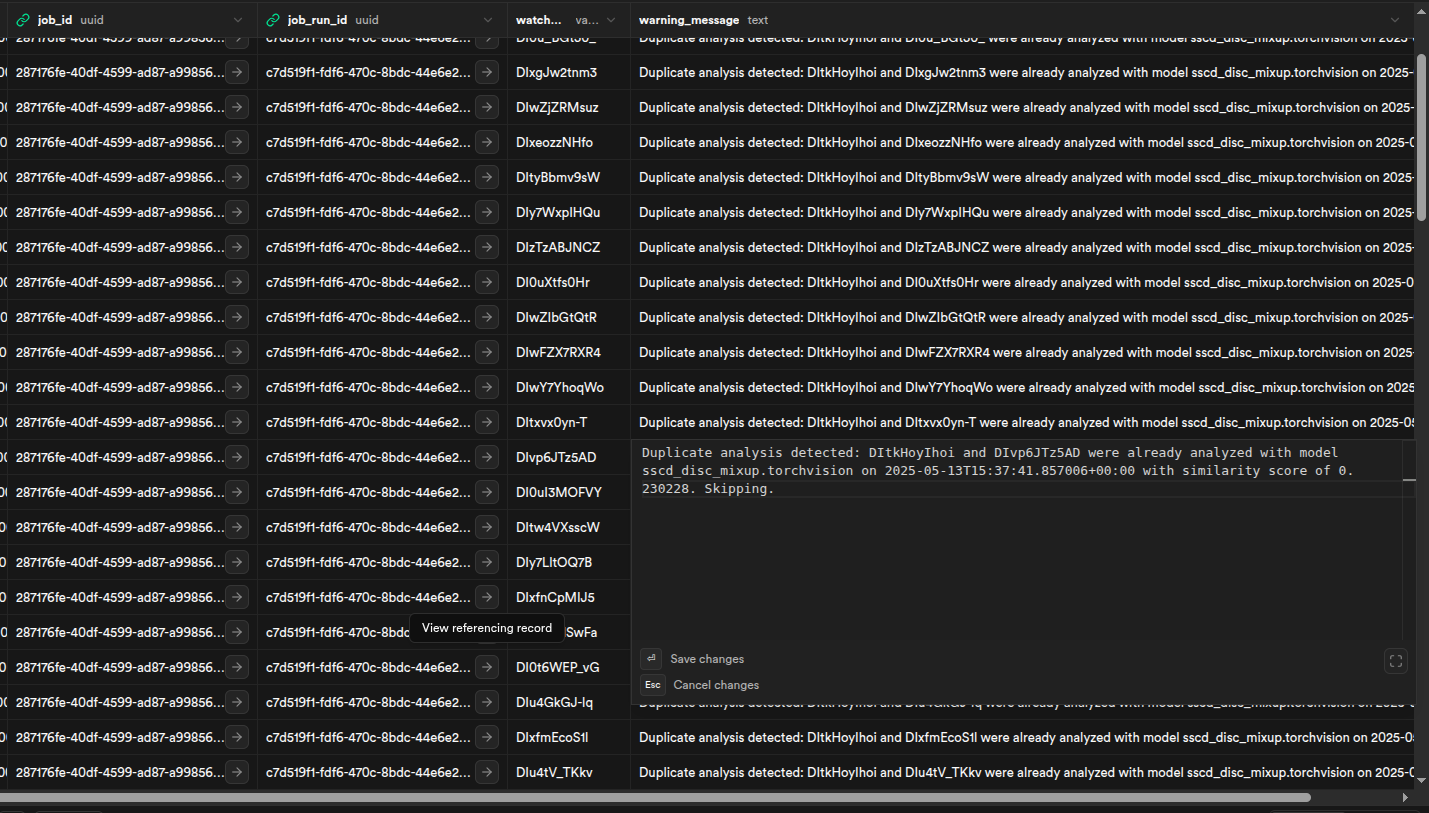 job_id uuid job_run_id uuid watch... va... warning_message text
287176fe-40df-4599-ad87-a99856... c7d519f1-fdf6-470c-8bdc-44e6e2... Duplicate analysis detected: DItkHoyIhoi and were already analyzed with model sscd_disc_mixup.torchvision on 2025-
287176fe-40df-4599-ad87-a99856... c7d519f1-fdf6-470c-8bdc-44e6e2... DIxgJw2tnm3 Duplicate analysis detected: DItkHoyIhoi and DIxgJw2tnm3 were already analyzed with model sscd_disc_mixup.torchvision on 2025-
287176fe-40df-4599-ad87-a99856... c7d519f1-fdf6-470c-8bdc-44e6e2... DIwZjZRMsuz Duplicate analysis detected: DItkHoyIhoi and DIwZjZRMsuz were already analyzed with model sscd_disc_mixup.torchvision on 2025-
287176fe-40df-4599-ad87-a99856... c7d519f1-fdf6-470c-8bdc-44e6e2... DIxeozzNHfo Duplicate analysis detected: DItkHoyIhoi and DIxeozzNHfo were already analyzed with model sscd_disc_mixup.torchvision on 2025-0
287176fe-40df-4599-ad87-a99856... c7d519f1-fdf6-470c-8bdc-44e6e2... DItyBbmv9sW Duplicate analysis detected: DItkHoyIhoi and DItyBbmv9sW were already analyzed with model sscd_disc_mixup.torchvision on 2025-
287176fe-40df-4599-ad87-a99856... c7d519f1-fdf6-470c-8bdc-44e6e2... DIy7WxpIHQu Duplicate analysis detected: DItkHoyIhoi and DIy7WxpIHQu were already analyzed with model sscd_disc_mixup.torchvision on 2025-
287176fe-40df-4599-ad87-a99856... c7d519f1-fdf6-470c-8bdc-44e6e2... DIzTzABJNCZ Duplicate analysis detected: DItkHoyIhoi and DIzTzABJNCZ were already analyzed with model sscd_disc_mixup.torchvision on 2025-
287176fe-40df-4599-ad87-a99856... c7d519f1-fdf6-470c-8bdc-44e6e2... DI0uXtfs0Hr Duplicate analysis detected: DItkHoyIhoi and DI0uXtfs0Hr were already analyzed with model sscd_disc_mixup.torchvision on 2025-0
287176fe-40df-4599-ad87-a99856... c7d519f1-fdf6-470c-8bdc-44e6e2... DIwZIbGtQtR Duplicate analysis detected: DItkHoyIhoi and DIwZIbGtQtR were already analyzed with model sscd_disc_mixup.torchvision on 2025-
287176fe-40df-4599-ad87-a99856... c7d519f1-fdf6-470c-8bdc-44e6e2... DIwFZX7RXR4 Duplicate analysis detected: DItkHoyIhoi and DIwFZX7RXR4 were already analyzed with model sscd_disc_mixup.torchvision on 2025-
287176fe-40df-4599-ad87-a99856... c7d519f1-fdf6-470c-8bdc-44e6e2... DIwY7YhoqWo Duplicate analysis detected: DItkHoyIhoi and DIwY7YhoqWo were already analyzed with model sscd_disc_mixup.torchvision on 2025
287176fe-40df-4599-ad87-a99856... c7d519f1-fdf6-470c-8bdc-44e6e2... DItxvx0yn-T Duplicate analysis detected: DItkHoyIhoi and DItxvx0yn-T were already analyzed with model sscd_disc_mixup.torchvision on 2025-05
287176fe-40df-4599-ad87-a99856... c7d519f1-fdf6-470c-8bdc-44e6e2... DIvp6JTz5AD Duplicate analysis detected: DItkHoyIhoi and DIvp6JTz5AD were already analyzed with model
sscd_disc_mixup.torchvision on 2025-05-13T15:37:41.857006+00:00 with similarity score of 0.
287176fe-40df-4599-ad87-a99856... c7d519f1-fdf6-470c-8bdc-44e6e2... DI0uI3MOFVY 230228. Skipping.
287176fe-40df-4599-ad87-a99856... c7d519f1-fdf6-470c-8bdc-44e6e2... DItw4VXsscW
287176fe-40df-4599-ad87-a99856... c7d519f1-fdf6-470c-8bdc-44e6e2... DIy7LItOQ7B
287176fe-40df-4599-ad87-a99856... c7d519f1-fdf6-470c-8bdc-44e6e2... DIxfnCpMIJ5
287176fe-40df-4599-ad87-a99856... c7d519f1-fdf6-470c-8bdc View referencing record SwFa
287176fe-40df-4599-ad87-a99856... c7d519f1-fdf6-470c-8bdc-44e6e2... DI0t6WEP_vG Save changes
Esc Cancel changes
287176fe-40df-4599-ad87-a99856... c7d519f1-fdf6-470c-8bdc-44e6e2... DIu4GkGJ-Iq Duplicate analysis detected: DItkHoyIhoi and DIu4GkGJ-Iq were already analyzed with model sscd_disc_mixup.torchvision on 2025-0
287176fe-40df-4599-ad87-a99856... c7d519f1-fdf6-470c-8bdc-44e6e2... DIxfmEcoS1l Duplicate analysis detected: DItkHoyIhoi and DIxfmEcoS1l were already analyzed with model sscd_disc_mixup.torchvision on 2025-0
287176fe-40df-4599-ad87-a99856... c7d519f1-fdf6-470c-8bdc-44e6e2... DIu4tV_TKkv Duplicate analysis detected: DItkHoyIhoi and DIu4tV_TKkv were already analyzed with model sscd_disc_mixup.torchvision on 2025-0